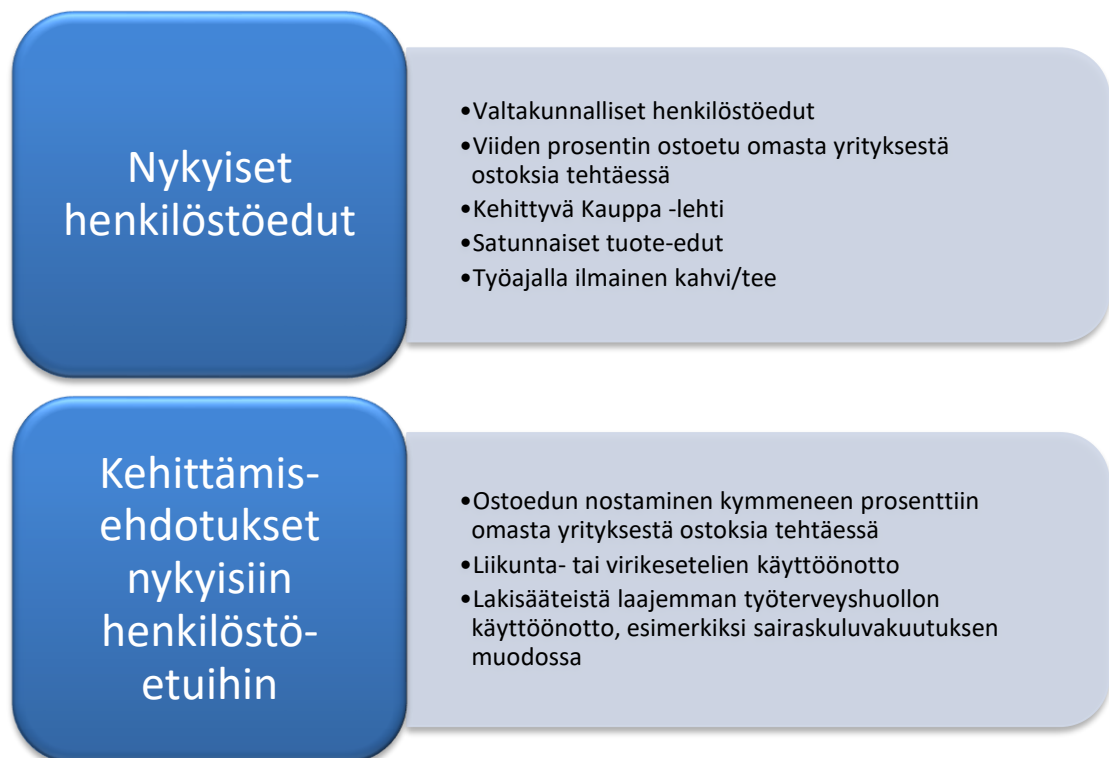 Nykyiset
henkilöstöedut
•Valtakunnalliset henkilöstöedut
•Viiden prosentin ostoetu omasta yrityksestä
ostoksia tehtäessä
•Kehittyvä Kauppa -lehti
•Satunnaiset tuote-edut
•Työajalla ilmainen kahvi/tee
Kehittämis-
ehdotukset
nykyisiin
henkilöstö-
etuihin
•Ostoedun nostaminen kymmeneen prosenttiin
omasta yrityksestä ostoksia tehtäessä
•Liikunta- tai virikesetelien käyttöönotto
•Lakisääteistä laajemman työterveyshuollon
käyttöönotto, esimerkiksi sairaskuluvakuutuksen
muodossa